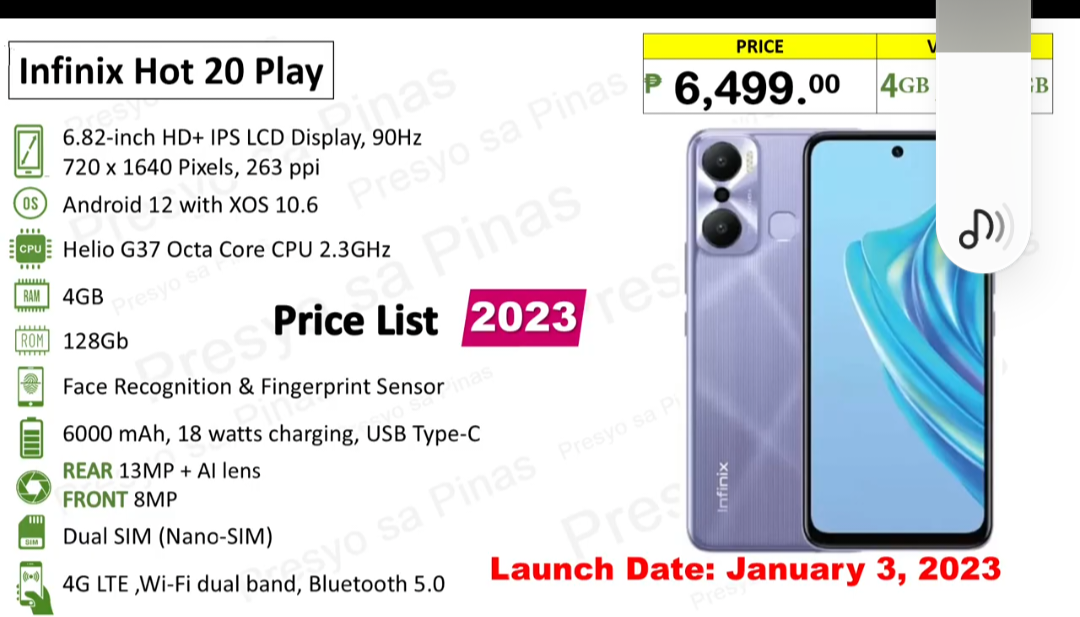 Infinix Hot 20 Play
PRICE
₱ 6,499.00
4GB
6.82-inch HD+ IPS LCD Display, 90Hz
720 x 1640 Pixels, 263 ppi
OS
Android 12 with XOS 10.6
CPU
Helio G37 Octa Core CPU 2.3GHz
RAM
4GB
ROM
128Gb
Price List 2023
Face Recognition & Fingerprint Sensor
6000 mAh, 18 watts charging, USB Type-C
REAR 13MP + AI lens
FRONT 8MP
SIM
Dual SIM (Nano-SIM)
4G LTE ,Wi-Fi dual band, Bluetooth 5.0
Infinix
Launch Date: January 3, 2023
Presyo sa Pinas